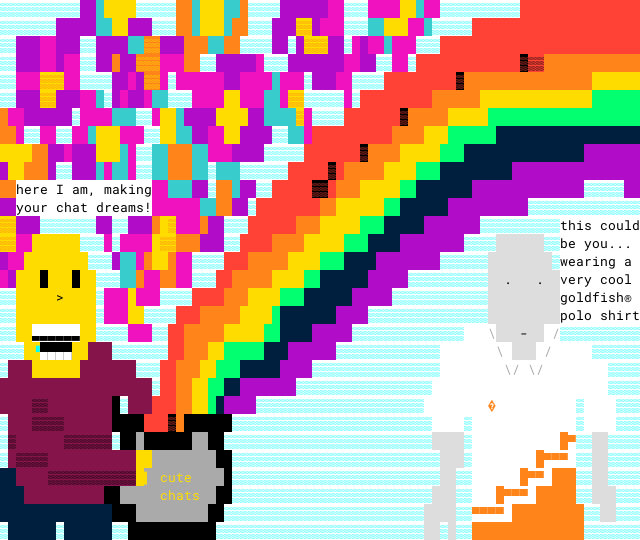 here I am, making
your chat dreams!
this could
be you...
wearing a
very cool
goldfish®
polo shirt
cute
chats